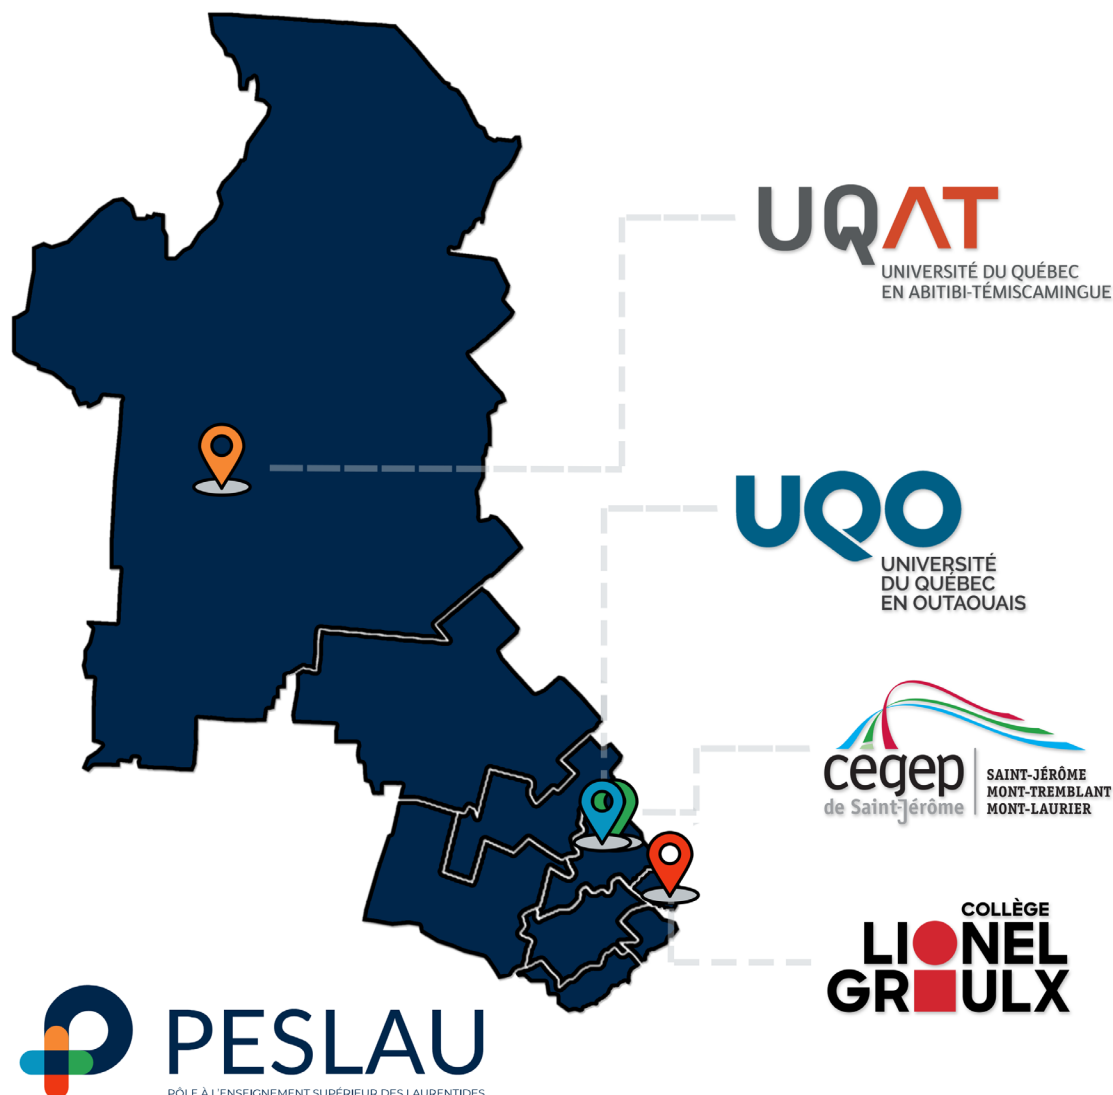 UQAT
UNIVERSITÉ DU QUÉBEC
EN ABITIBI-TÉMISCAMINGUE
UQO
UNIVERSITÉ
DU QUÉBEC
EN OUTAOUAIS
cégep
de Saint-Jérôme
SAINT-JÉRÔME
MONT-TREMBLANT
MONT-LAURIER
COLLÈGE
LIONEL
GROULX
PESLAU
PÔLE À L'ENSEIGNEMENT SUPÉRIEUR DES LAURENTIDES